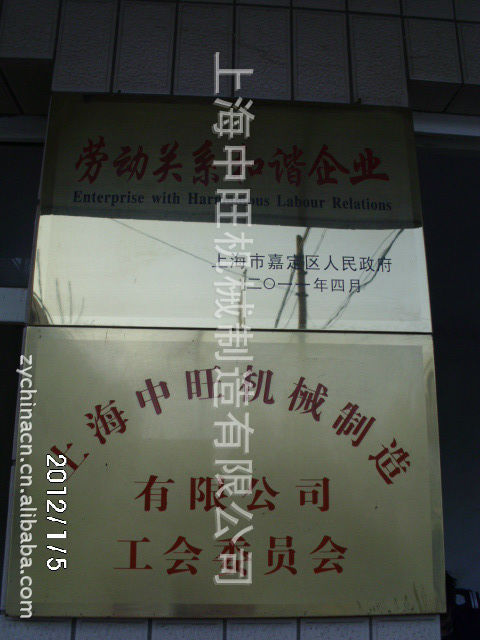 劳动关系和谐企业
Enterprise with Harmonious Labour Relations
上海市嘉定区人民政府
二〇一一年四月
上海中旺机械制造
有限公司
工会委员会
上海中旺机械制造有限公司
zychinacn.cn.alibaba.com
2012/1/5